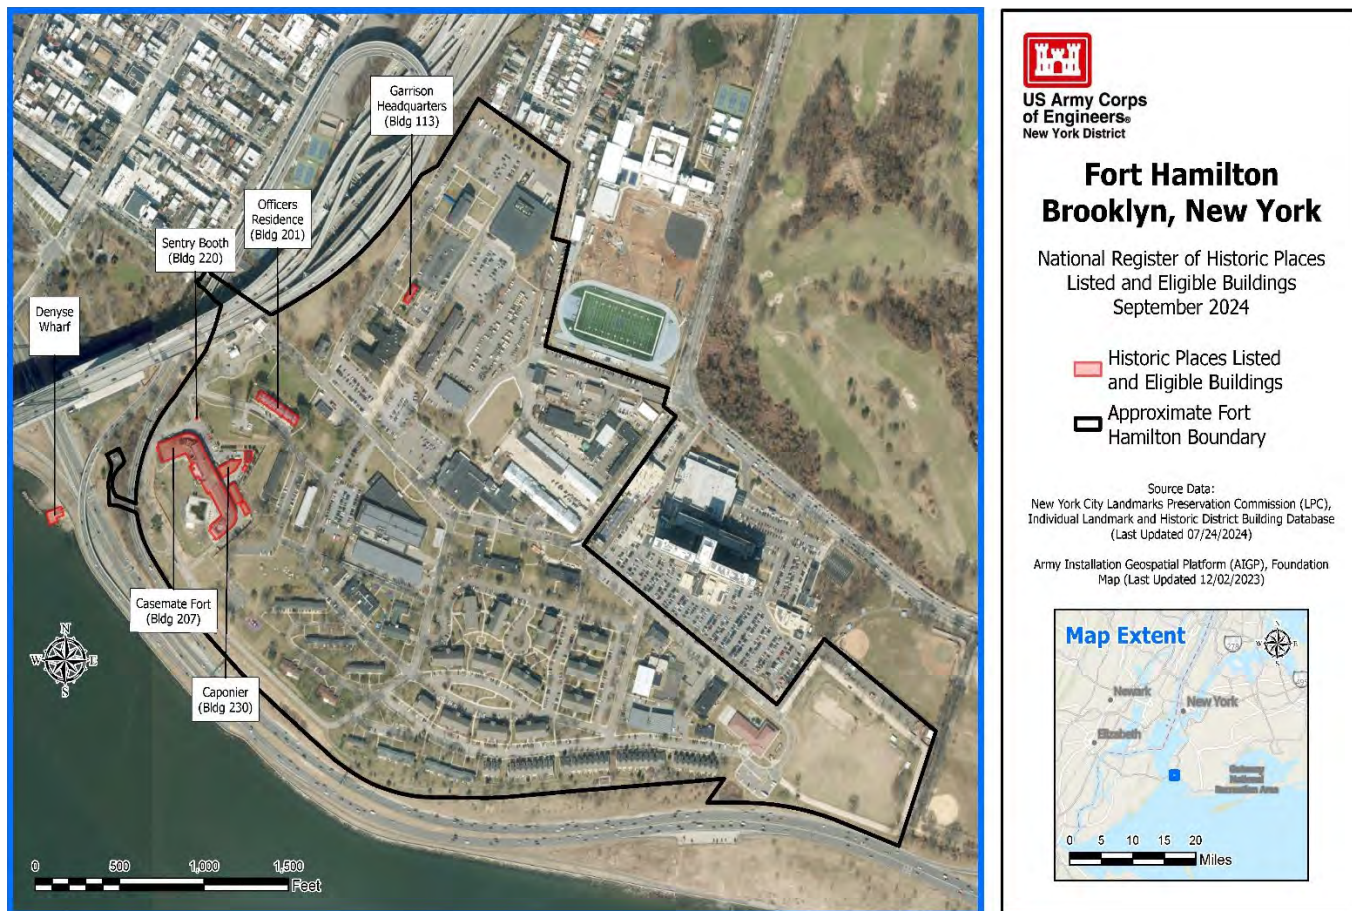 Garrison
Headquarters
(Bldg 113)
Officers
Residence
(Bldg 201)
Sentry Booth
(Bldg 220)
Denyse
Wharf
Casemate Fort
(Bldg 207)
Caponier
(Bldg 230)
N
W E
S
0 500 1,000 1,500
Feet
US Army Corps
of Engineers®
New York District
Fort Hamilton
Brooklyn, New York
National Register of Historic Places
Listed and Eligible Buildings
September 2024
Historic Places Listed
and Eligible Buildings
Approximate Fort
Hamilton Boundary
Source Data:
New York City Landmarks Preservation Commission (LPC),
Individual Landmark and Historic District Building Database
(Last Updated 07/24/2024)
Army Installation Geospatial Platform (AIGP), Foundation
Map (Last Updated 12/02/2023)
Map Extent
N
W E
S
Newark
New York
Elizabeth
Gateway
National
Recreation Area
0 5 10 15 20
Miles